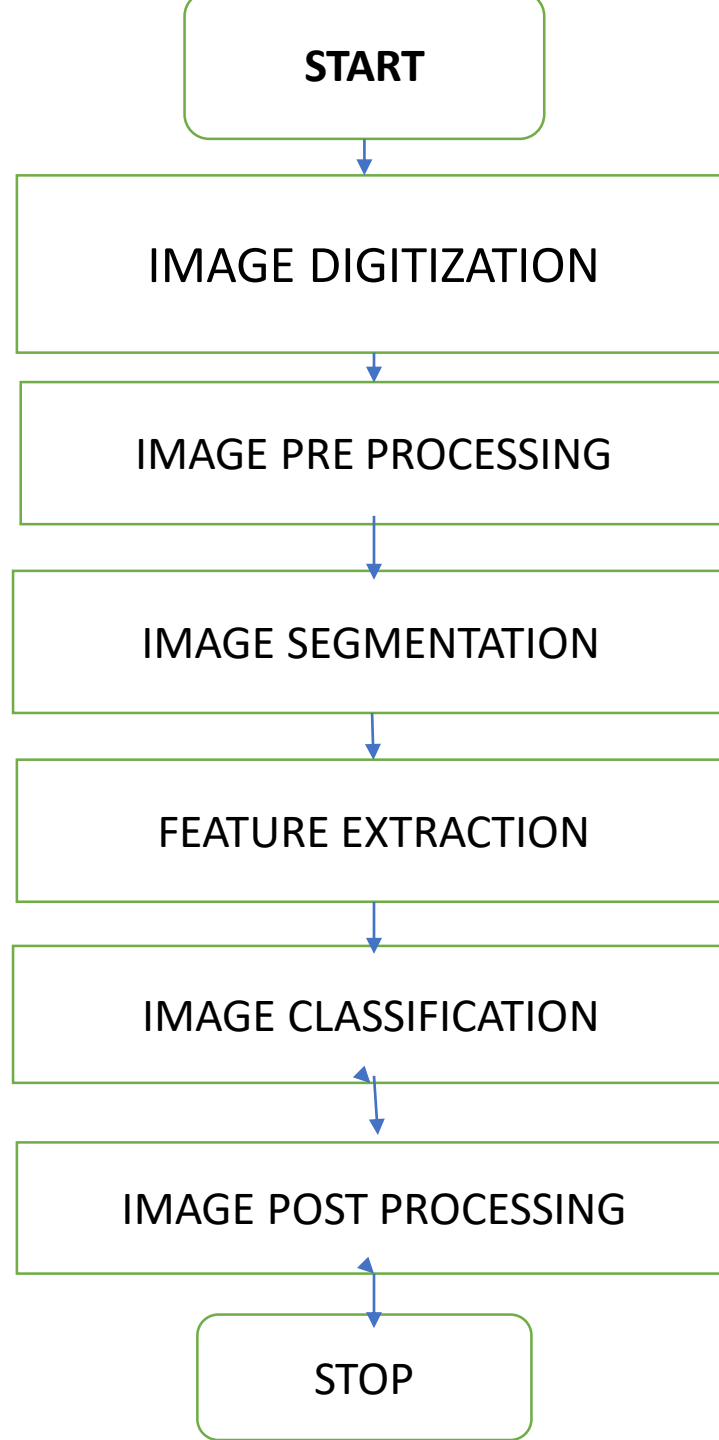 START
IMAGE DIGITIZATION
IMAGE PRE PROCESSING
IMAGE SEGMENTATION
FEATURE EXTRACTION
IMAGE CLASSIFICATION
IMAGE POST PROCESSING
STOP